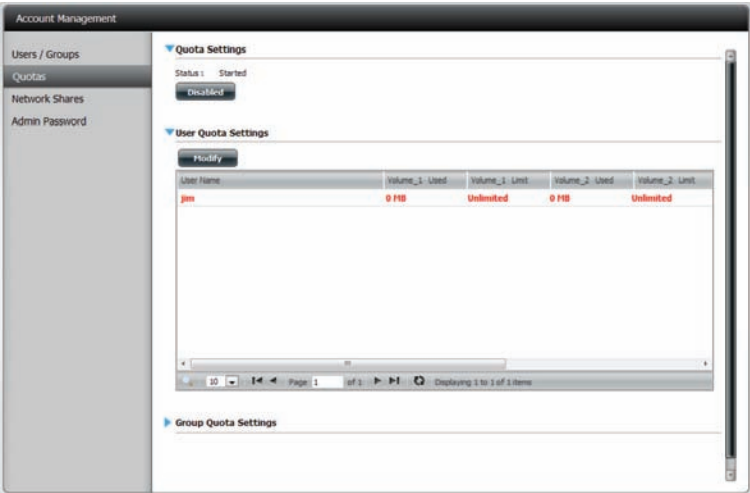 Account Management
Users / Groups
Quotas
Network Shares
Admin Password
Quota Settings
Status : Started
Disabled
User Quota Settings
Modify
User Name Volume_1 Used Volume_1 Limit Volume_2 Used Volume_2 Limit
jim 0 MB Unlimited 0 MB Unlimited
10 Page 1 of 1 Displaying 1 to 1 of 1 items
Group Quota Settings